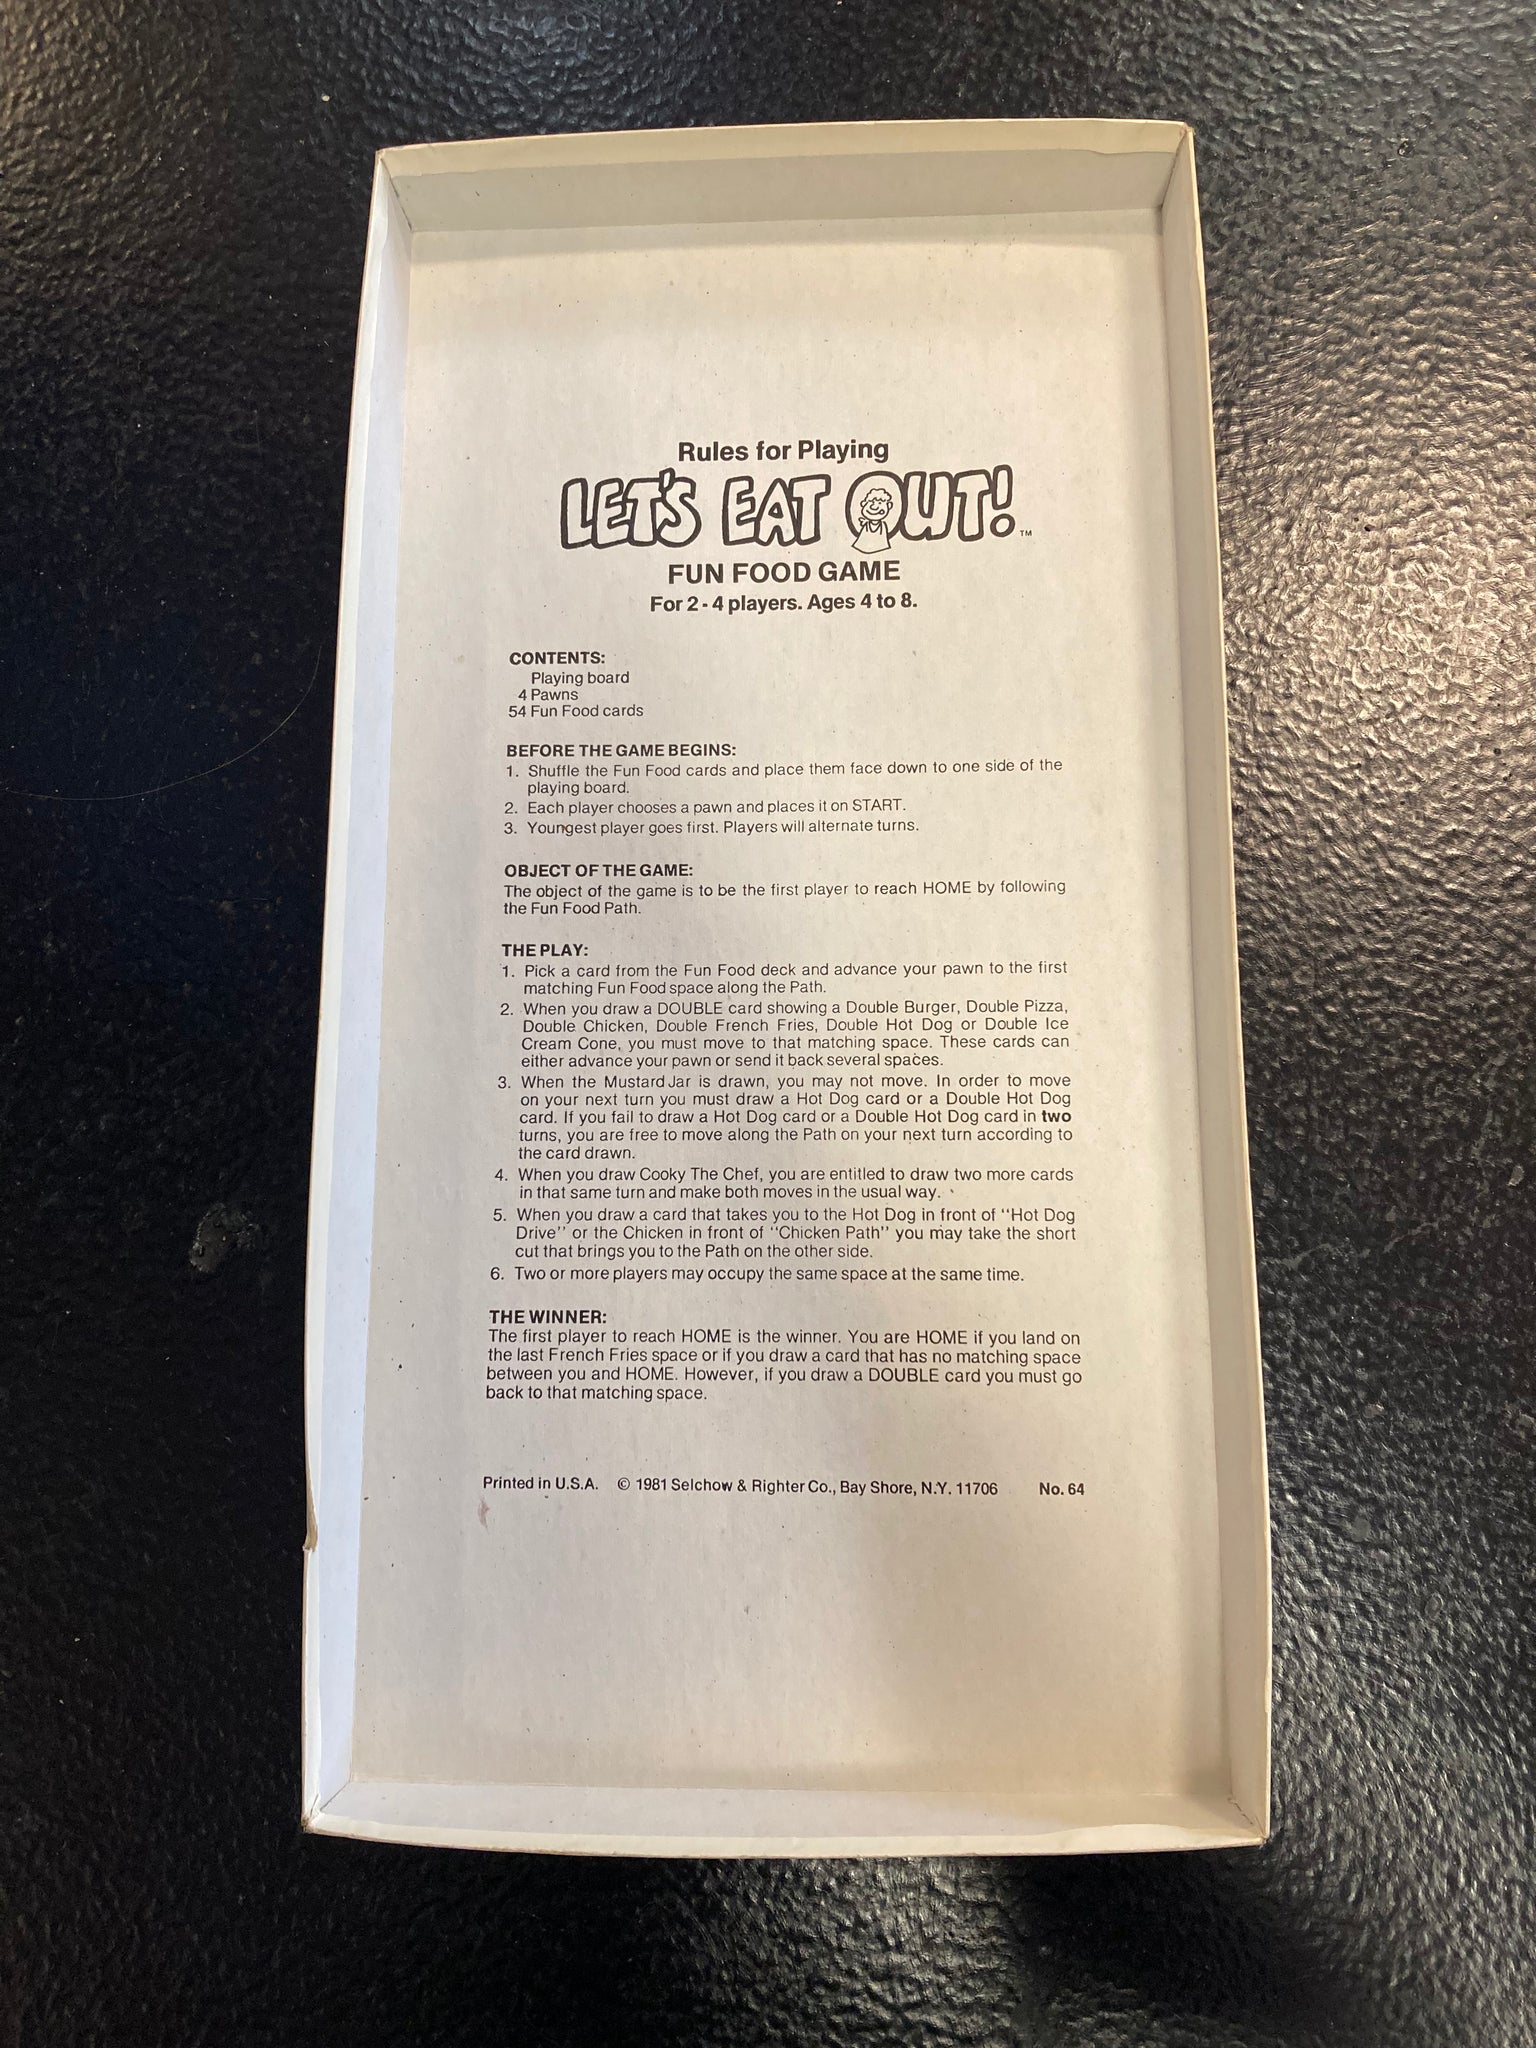 Rules for Playing
LET'S EAT OUT!™
FUN FOOD GAME
For 2 - 4 players. Ages 4 to 8.
CONTENTS:
Playing board
4 Pawns
54 Fun Food cards
BEFORE THE GAME BEGINS:
1. Shuffle the Fun Food cards and place them face down to one side of the
playing board.
2. Each player chooses a pawn and places it on START.
3. Youngest player goes first. Players will alternate turns.
OBJECT OF THE GAME:
The object of the game is to be the first player to reach HOME by following
the Fun Food Path.
THE PLAY:
1. Pick a card from the Fun Food deck and advance your pawn to the first
matching Fun Food space along the Path.
2. When you draw a DOUBLE card showing a Double Burger, Double Pizza,
Double Chicken, Double French Fries, Double Hot Dog or Double Ice
Cream Cone, you must move to that matching space. These cards can
either advance your pawn or send it back several spaces.
3. When the Mustard Jar is drawn, you may not move. In order to move
on your next turn you must draw a Hot Dog card or a Double Hot Dog
card. If you fail to draw a Hot Dog card or a Double Hot Dog card in two
turns, you are free to move along the Path on your next turn according to
the card drawn.
4. When you draw Cooky The Chef, you are entitled to draw two more cards
in that same turn and make both moves in the usual way.
5. When you draw a card that takes you to the Hot Dog in front of "Hot Dog
Drive" or the Chicken in front of "Chicken Path" you may take the short
cut that brings you to the Path on the other side.
6. Two or more players may occupy the same space at the same time.
THE WINNER:
The first player to reach HOME is the winner. You are HOME if you land on
the last French Fries space or if you draw a card that has no matching space
between you and HOME. However, if you draw a DOUBLE card you must go
back to that matching space.
Printed in U.S.A. © 1981 Selchow & Righter Co., Bay Shore, N.Y. 11706 No. 64